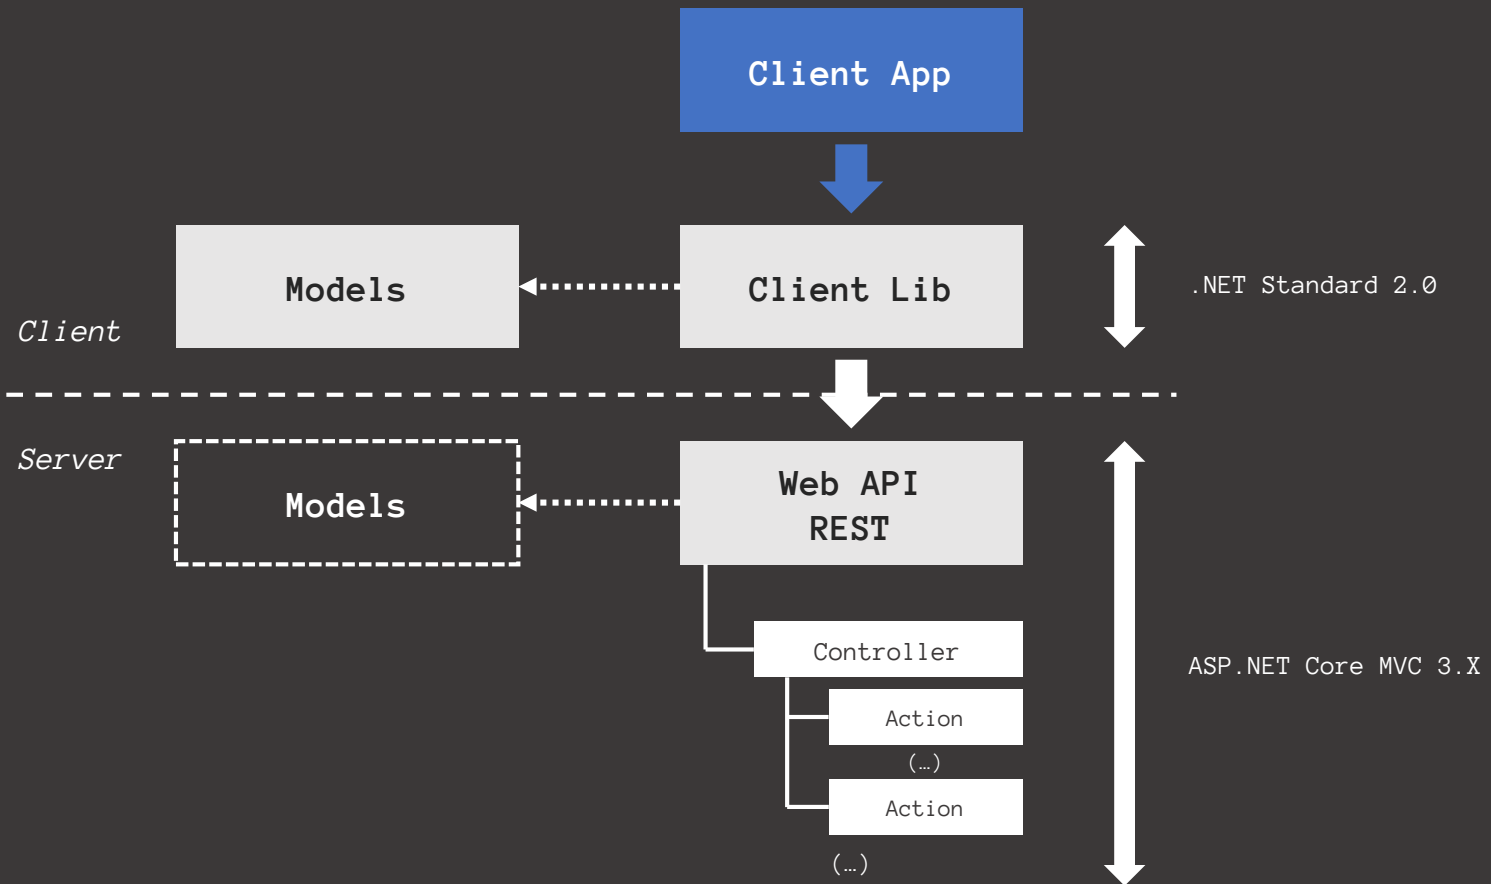 Client App
Models
Client Lib
.NET Standard 2.0
Client
Server
Models
Web API
REST
Controller
ASP.NET Core MVC 3.X
Action
(…)
Action
(…)